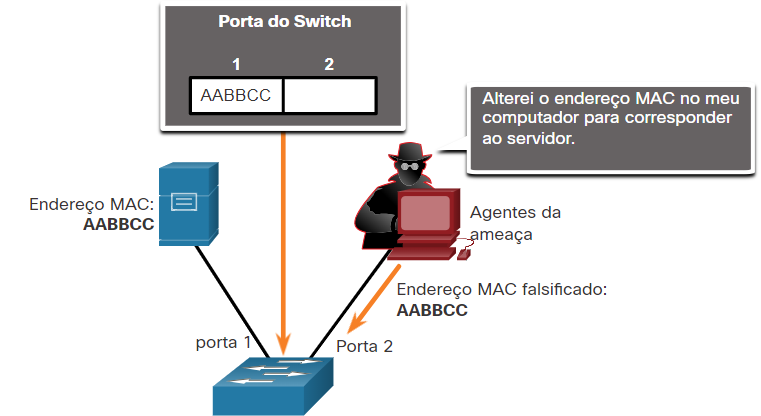 Porta do Switch
1 2
AABBCC
Alterei o endereço MAC no meu
computador para corresponder
ao servidor.
Endereço MAC:
AABBCC
Agentes da
ameaça
Endereço MAC falsificado:
AABBCC
porta 1
Porta 2